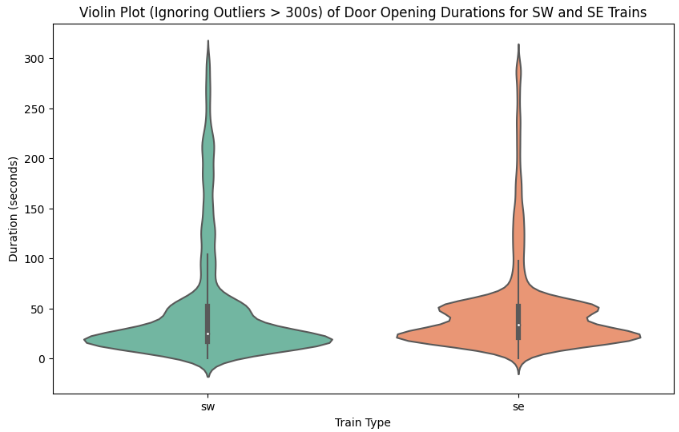 Violin Plot (Ignoring Outliers > 300s) of Door Opening Durations for SW and SE Trains
300
250
200
150
100
50
0
Duration (seconds)
sw
se
Train Type